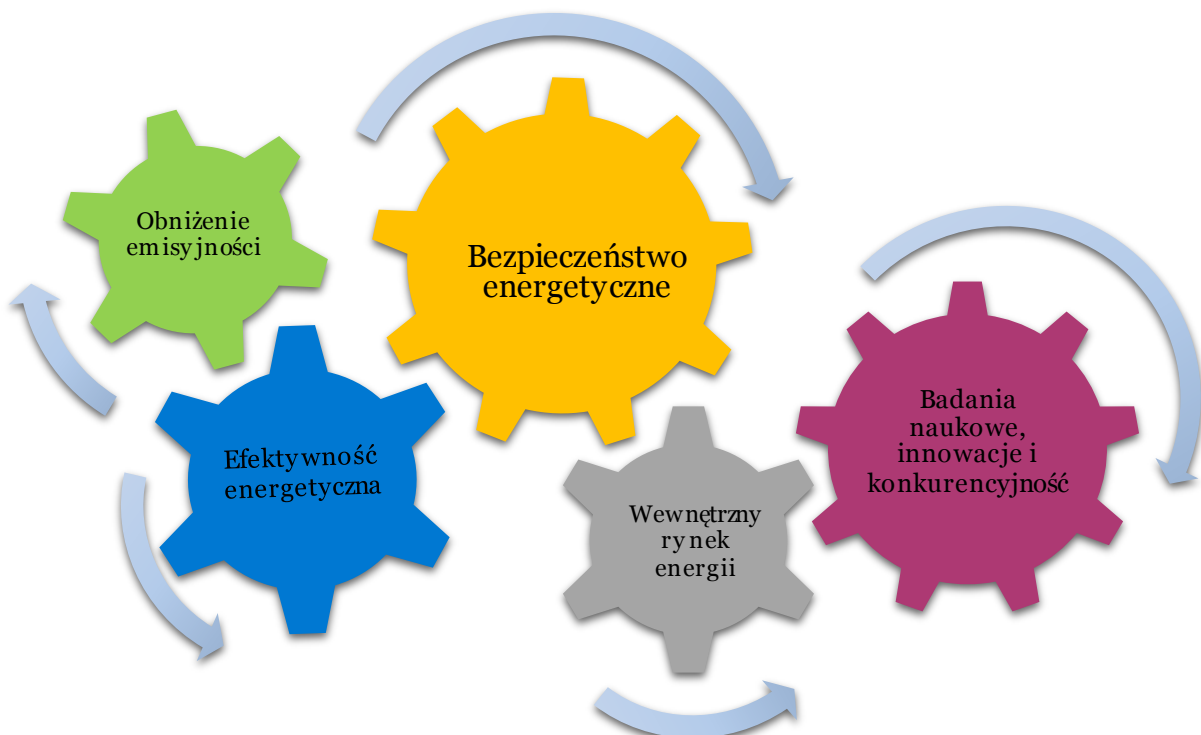 Obniżenie
emisyjności
Bezpieczeństwo
energetyczne
Efektywność
energetyczna
Wewnętrzny
rynek
energii
Badania
naukowe,
innowacje i
konkurencyjność